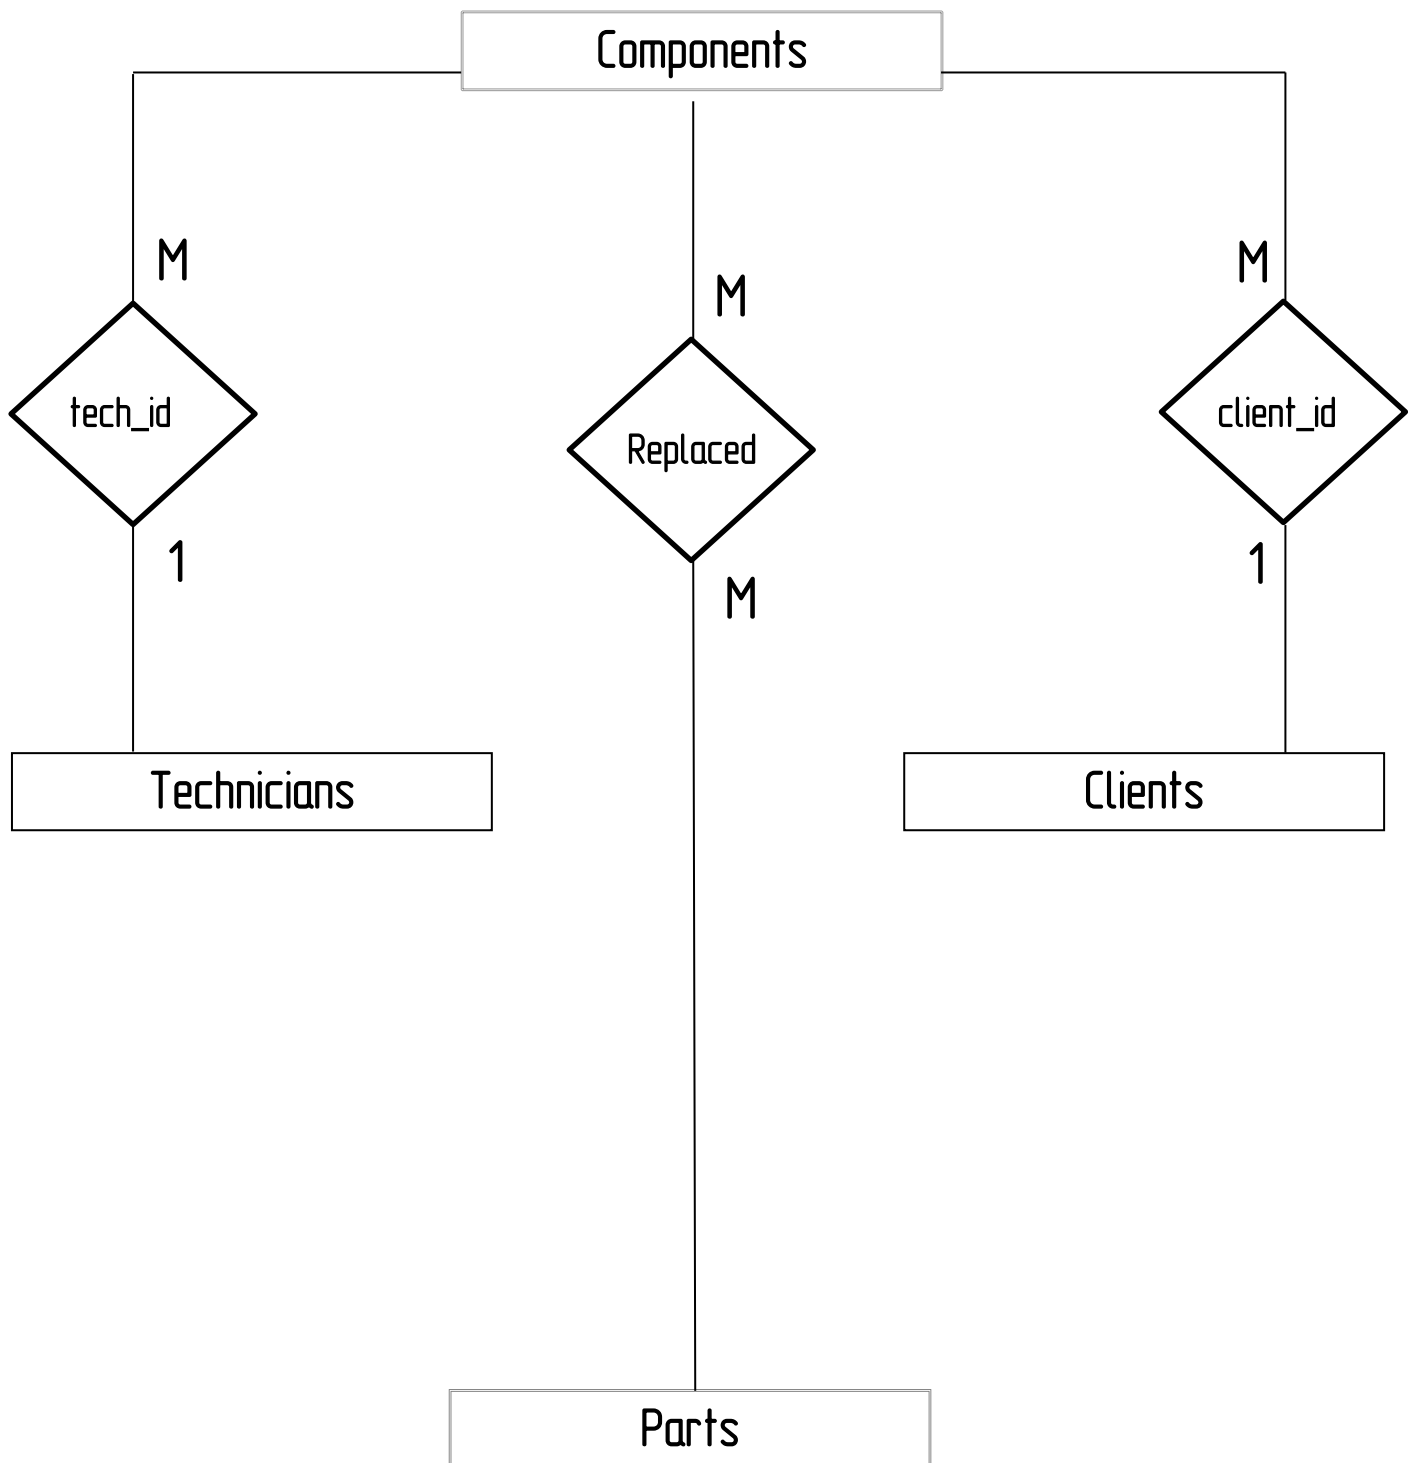 Components
M
M
M
tech_id
Replaced
client_id
1
1
M
Technicians
Clients
Parts